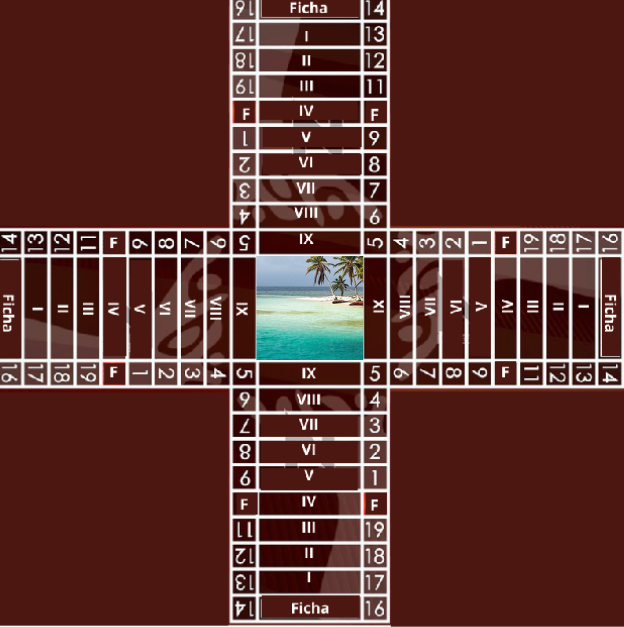 16 Ficha 14
17 I 13
18 II 12
19 III 11
F IV F
1 V 9
2 VI 8
3 VII 7
4 VIII 6
14 13 12 11 F 9 8 7 6 5 IX 5 4 3 2 1 F 19 18 17 16
Ficha I II III IV V VI VII VIII IX IX VIII VII VI V IV III II I Ficha
16 17 18 19 F 1 2 3 4 5 IX 5 6 7 8 9 F 11 12 13 14
6 VIII 4
7 VII 3
8 VI 2
9 V 1
F IV F
11 III 19
12 II 18
13 I 17
14 Ficha 16